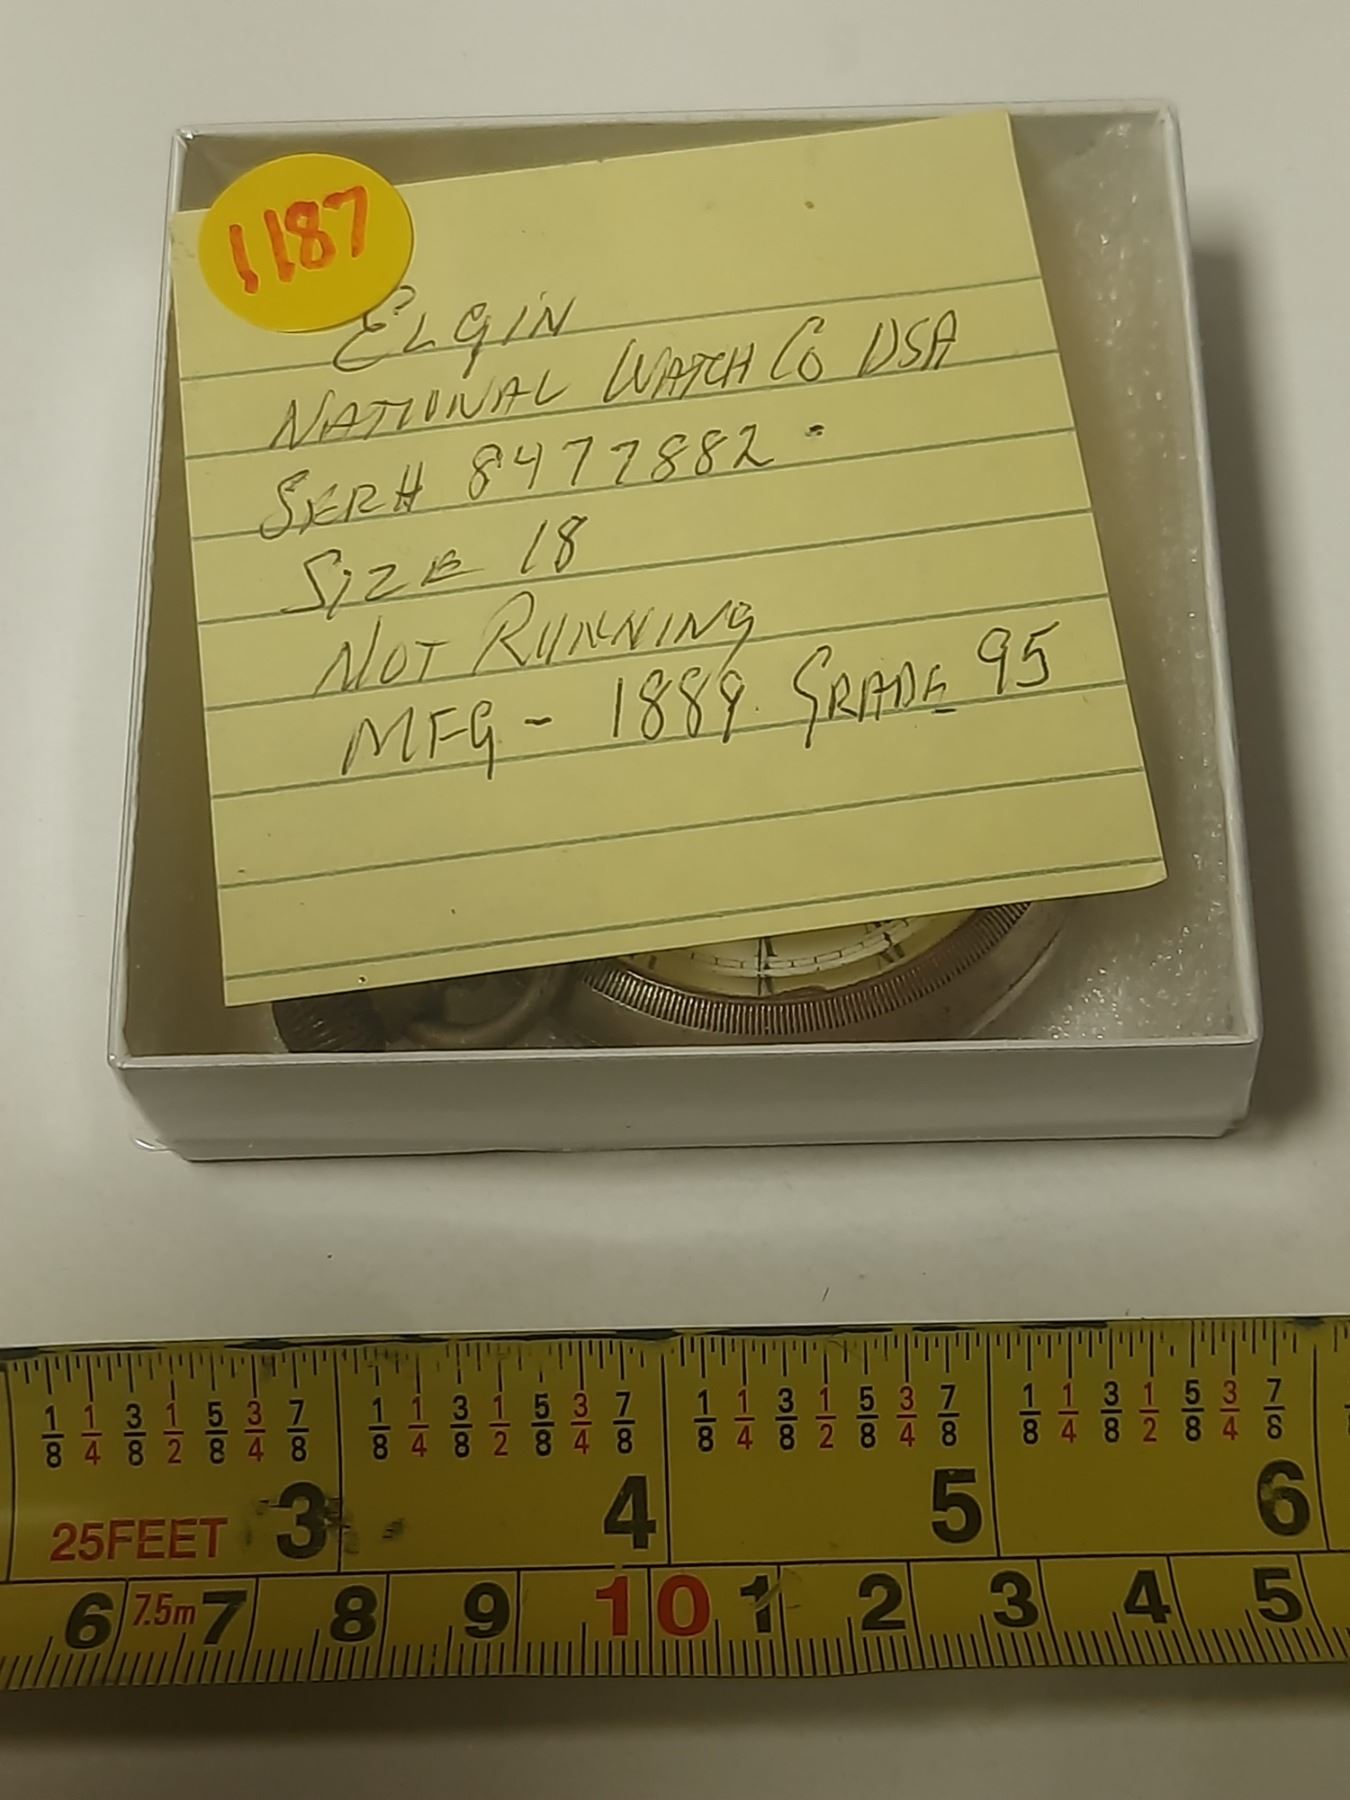 1187
ELGIN
NATIONAL WATCH CO USA
SER# 8477882
SIZE 18
NOT RUNNING
MFG - 1889 GRADE 95
1/8 1/4 3/8 1/2 5/8 3/4 7/8 1/8 1/4 3/8 1/2 5/8 3/4 7/8 1/8 1/4 3/8 1/2 5/8 3/4 7/8 1/8 1/4 3/8 1/2 5/8 3/4 7/8
25FEET 3 4 5 6
6 7.5m 7 8 9 10 1 2 3 4 5